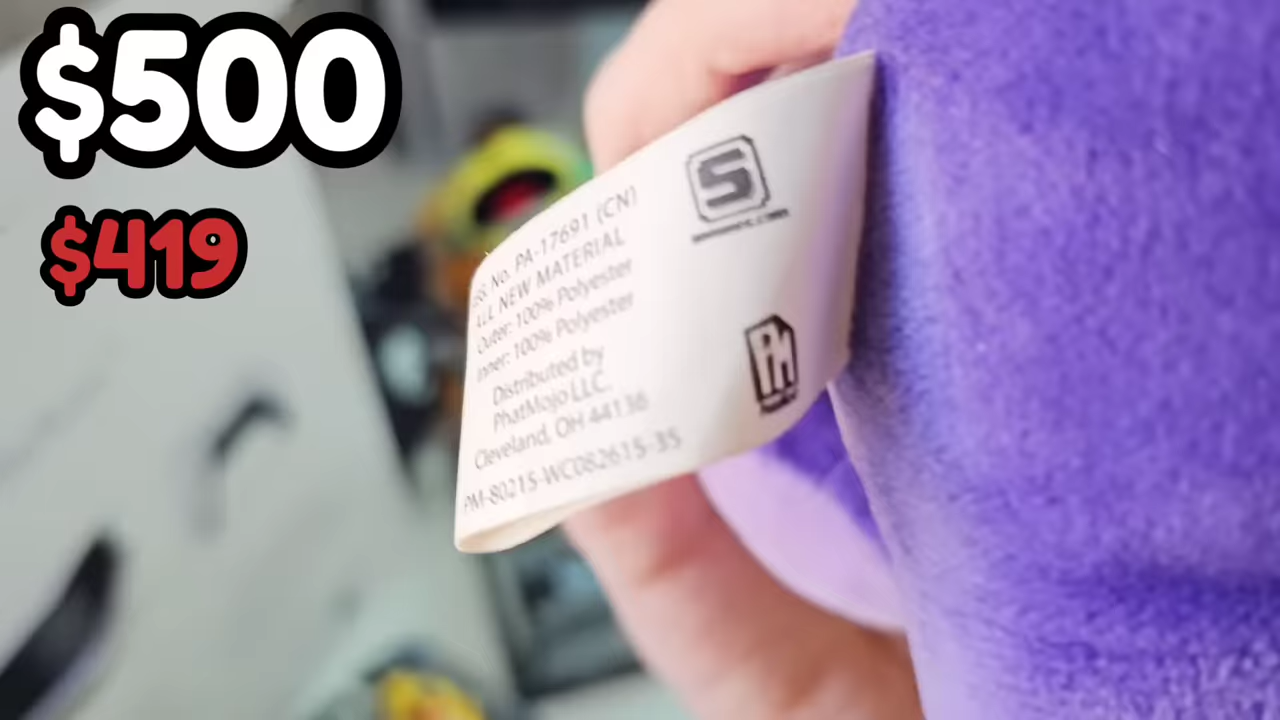 $500
$419
No. PA-17691 (CN)
NEW MATERIAL
Outer: 100% Polyester
Inner: 100% Polyester
Distributed by
PhatMojo LLC.
Cleveland, OH 44136
PM-80215-WC082615-35
S
PM